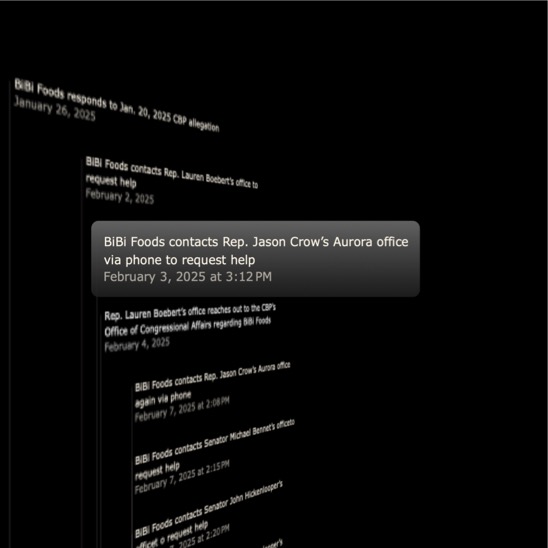 BiBi Foods responds to Jan. 20, 2025 CBP allegation
January 26, 2025
BiBi Foods contacts Rep. Lauren Boebert's office to
request help
February 2, 2025
BiBi Foods contacts Rep. Jason Crow's Aurora office
via phone to request help
February 3, 2025 at 3:12 PM
Rep. Lauren Boebert's office reaches out to the CBP's
Office of Congressional Affairs regarding BiBi Foods
February 4, 2025
BiBi Foods contacts Rep. Jason Crow's Aurora office
again via phone
February 7, 2025 at 2:08 PM
BiBi Foods contacts Senator Michael Bennet's officeto
request help
February 7, 2025 at 2:15 PM
BiBi Foods contacts Senator John Hickenlooper's
officet o request help
7, 2025 at 2:20 PM